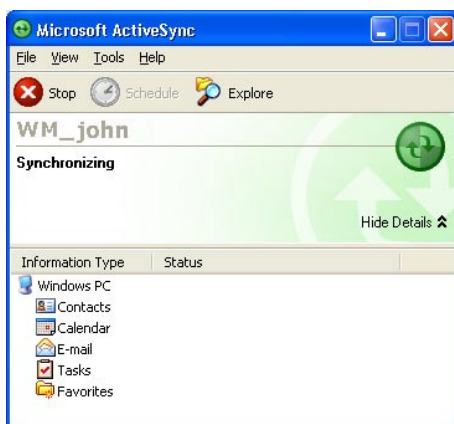 Microsoft ActiveSync
File View Tools Help
Stop Schedule Explore
WM_john
Synchronizing
Hide Details
Information Type Status
Windows PC
Contacts
Calendar
E-mail
Tasks
Favorites